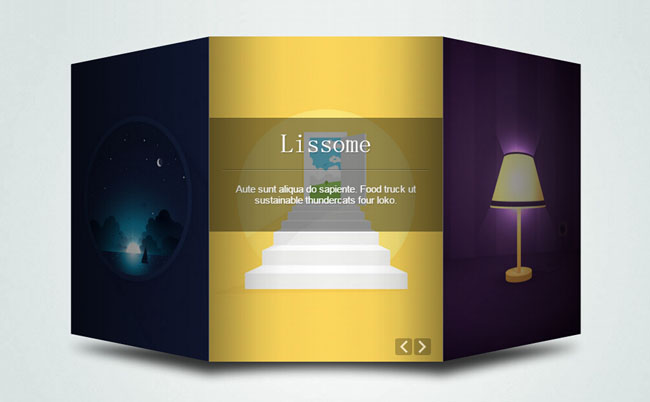 Lissome
Aute sunt aliqua do sapiente. Food truck ut
sustainable thundercats four loko.